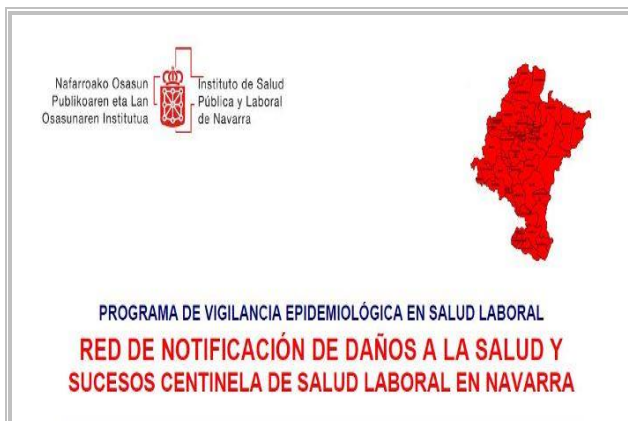 Nafarroako Osasun
Publikoaren eta Lan
Osasunaren Institutua
Instituto de Salud
Pública y Laboral
de Navarra
PROGRAMA DE VIGILANCIA EPIDEMIOLÓGICA EN SALUD LABORAL
RED DE NOTIFICACIÓN DE DAÑOS A LA SALUD Y
SUCESOS CENTINELA DE SALUD LABORAL EN NAVARRA